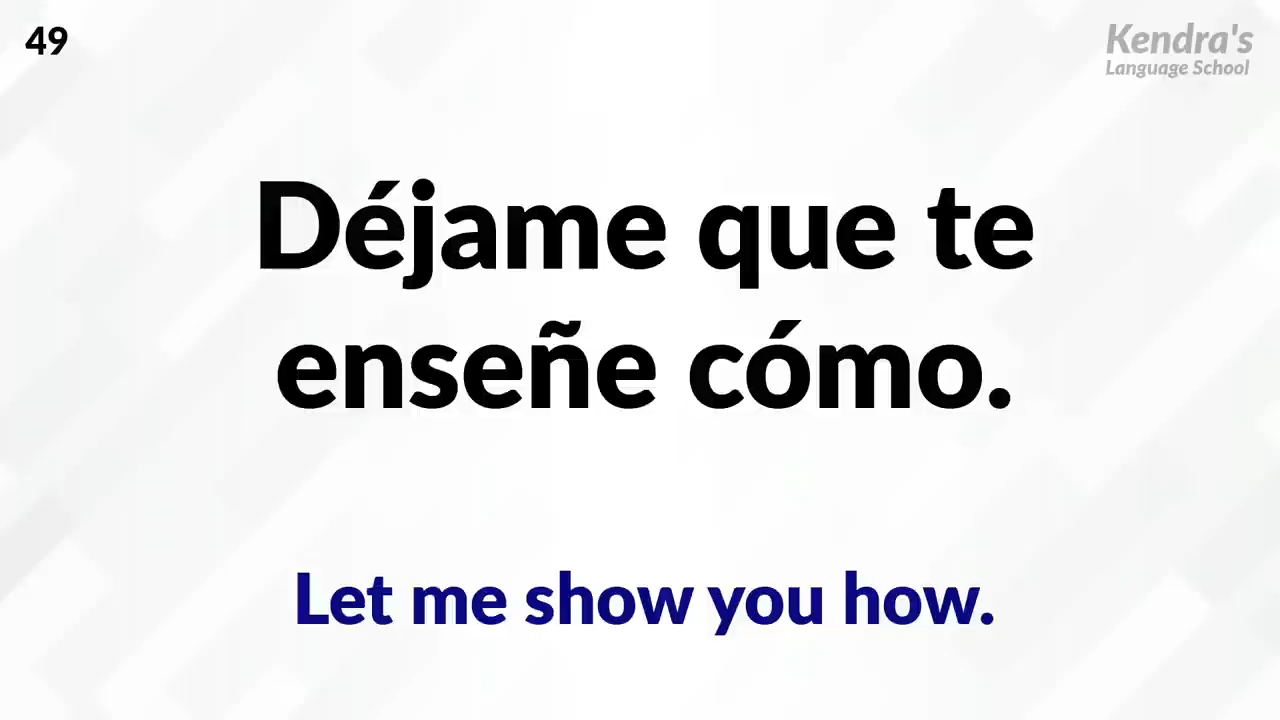 49
Kendra's
Language School
Déjame que te
enseñe cómo.
Let me show you how.